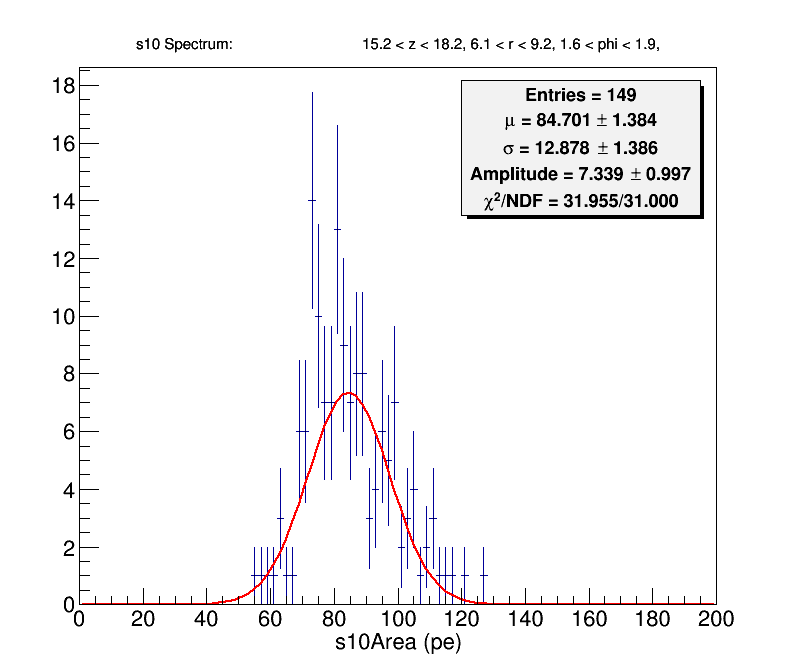 s10 Spectrum: 15.2 < z < 18.2, 6.1 < r < 9.2, 1.6 < phi < 1.9,
Entries = 149
μ = 84.701 ± 1.384
σ = 12.878 ± 1.386
Amplitude = 7.339 ± 0.997
χ²/NDF = 31.955/31.000
18
16
14
12
10
8
6
4
2
0
0 20 40 60 80 100 120 140 160 180 200
s10Area (pe)